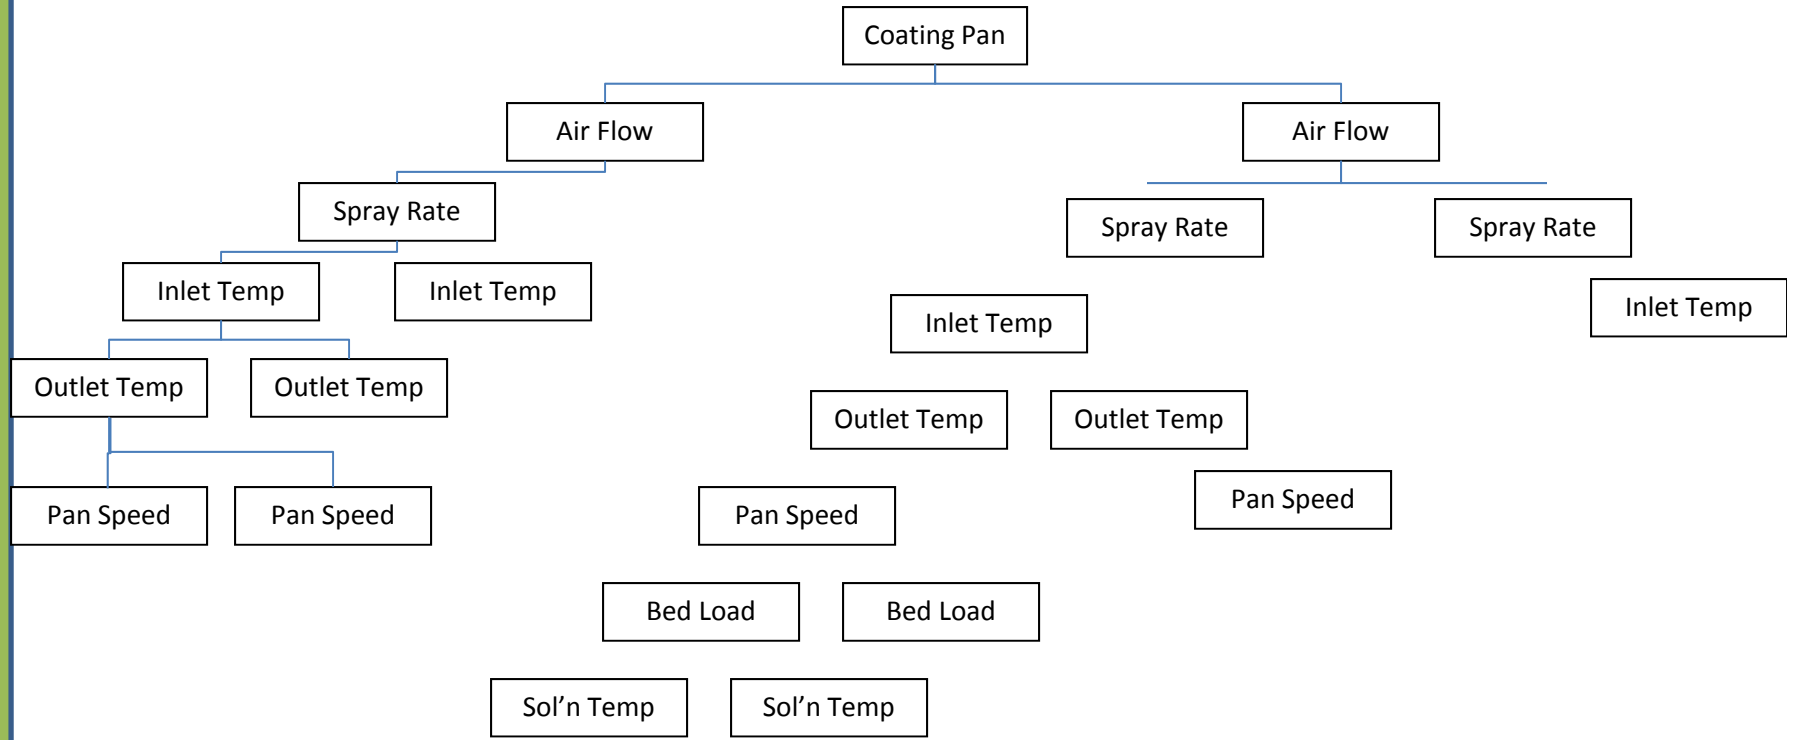 Coating Pan
Air Flow
Air Flow
Spray Rate
Spray Rate
Spray Rate
Inlet Temp
Inlet Temp
Inlet Temp
Inlet Temp
Outlet Temp
Outlet Temp
Outlet Temp
Outlet Temp
Pan Speed
Pan Speed
Pan Speed
Pan Speed
Bed Load
Bed Load
Sol’n Temp
Sol’n Temp